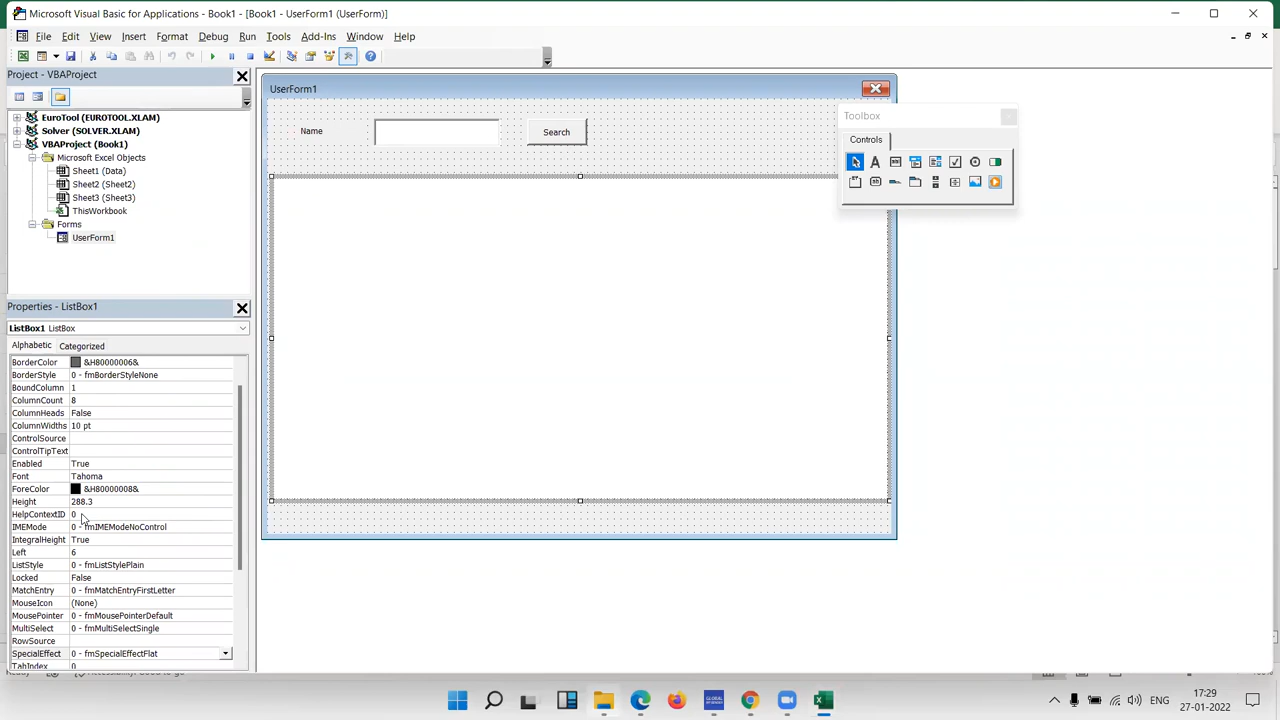 Microsoft Visual Basic for Applications - Book1 - [Book1 - UserForm1 (UserForm)]
File Edit View Insert Format Debug Run Tools Add-Ins Window Help
Project - VBAProject
EuroTool (EUROTOOL.XLAM)
Solver (SOLVER.XLAM)
VBAProject (Book1)
Microsoft Excel Objects
Sheet1 (Data)
Sheet2 (Sheet2)
Sheet3 (Sheet3)
ThisWorkbook
Forms
UserForm1
Properties - ListBox1
ListBox1 ListBox
Alphabetic Categorized
BorderColor &H80000006&
BorderStyle 0 - fmBorderStyleNone
BoundColumn 1
ColumnCount 8
ColumnHeads False
ColumnWidths 10 pt
ControlSource
ControlTipText
Enabled True
Font Tahoma
ForeColor &H80000008&
Height 288.3
HelpContextID 0
IMEMode 0 - fmIMEModeNoControl
IntegralHeight True
Left 6
ListStyle 0 - fmListStylePlain
Locked False
MatchEntry 0 - fmMatchEntryFirstLetter
MouseIcon (None)
MousePointer 0 - fmMousePointerDefault
MultiSelect 0 - fmMultiSelectSingle
RowSource
SpecialEffect 0 - fmSpecialEffectFlat
TabIndex 0
UserForm1
Name Search
Toolbox
Controls
ENG
17:29
27-01-2022